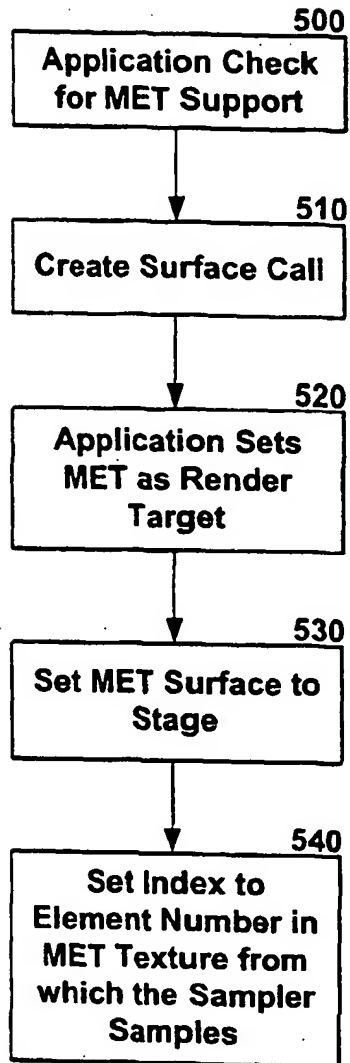 500
Application Check
for MET Support
510
Create Surface Call
520
Application Sets
MET as Render
Target
530
Set MET Surface to
Stage
540
Set Index to
Element Number in
MET Texture from
which the Sampler
Samples